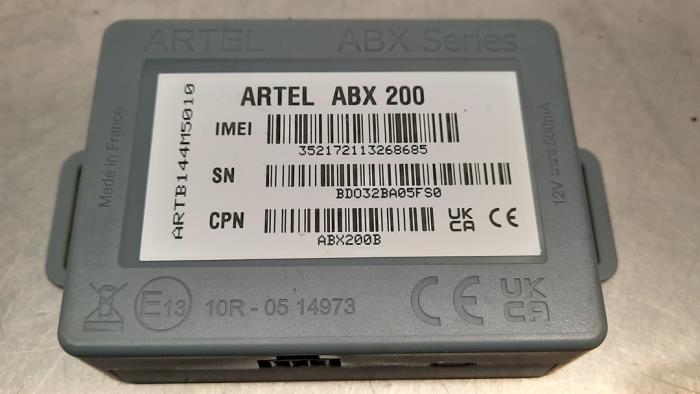 ARTEL ABX Series
ARTEL ABX 200
IMEI
352172113268685
SN
BD032BA05FS0
CPN
ABX200B
UK
CA
CE
ARTB144M5010
Made in France
12V 500mA
E13
10R - 05 14973
CE
UK
CA